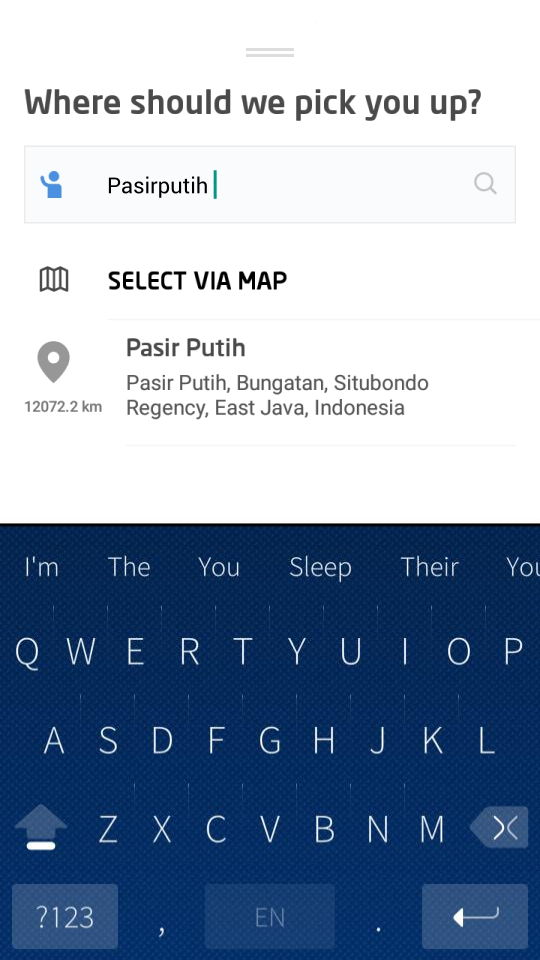 Where should we pick you up?
Pasirputih
SELECT VIA MAP
Pasir Putih
Pasir Putih, Bungatan, Situbondo
12072.2 km
Regency, East Java, Indonesia
I'm The You Sleep Their You
Q W E R T Y U I O P
A S D F G H J K L
Z X C V B N M
?123 , EN .